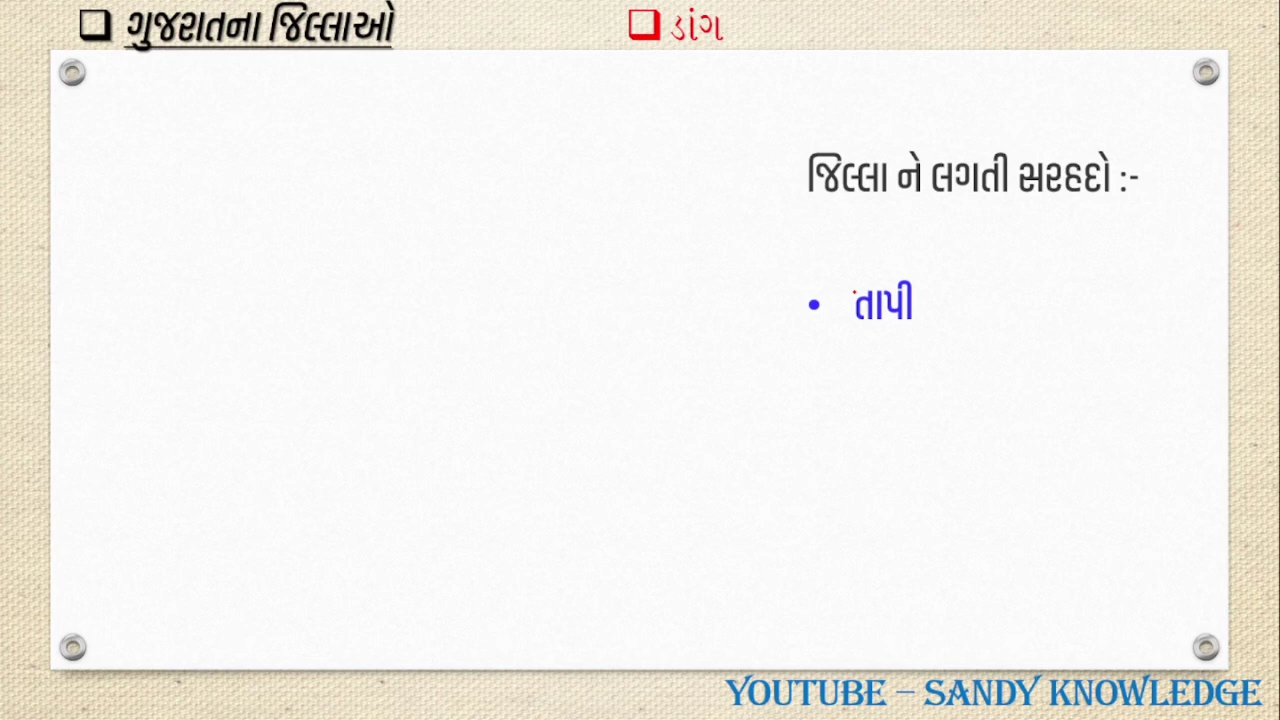 ❑ ગુજરાતના જિલ્લાઓ
❑ ડાંગ
જિલ્લા ને લગતી સરહદો :-
• તાપી
YOUTUBE – SANDY KNOWLEDGE